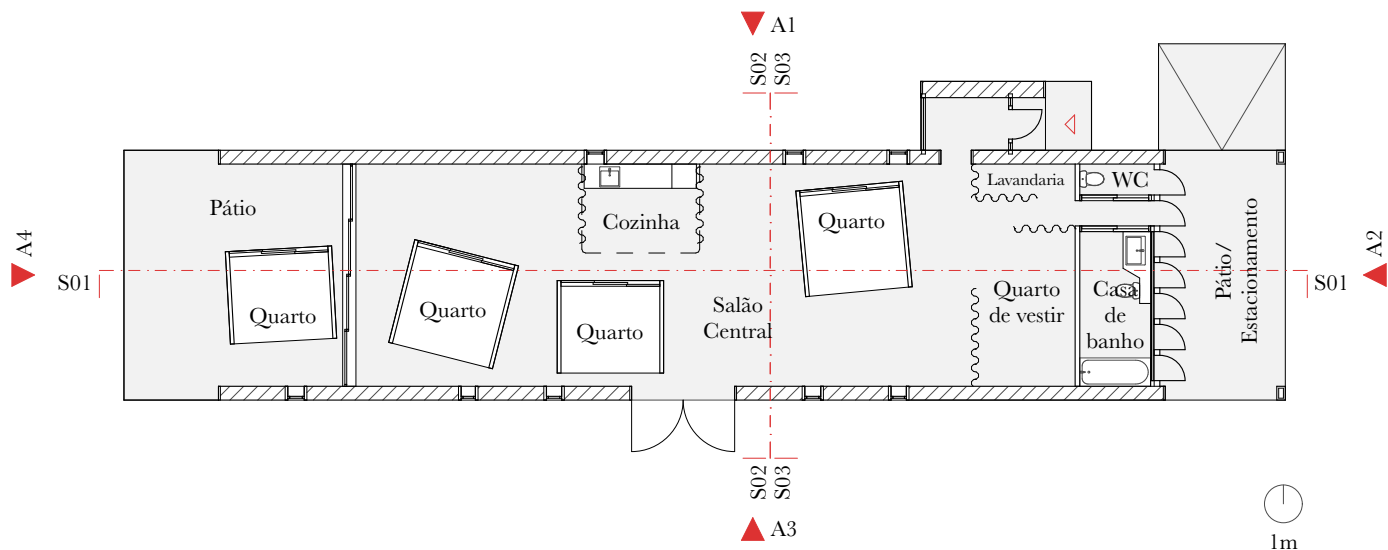 A1
S02
S03
Lavandaria
WC
Pátio
Cozinha
Quarto
A4
S01
Quarto
Quarto
Quarto
Salão
Central
Quarto
de vestir
Casa
de
banho
Pátio/
Estacionamento
A2
S01
S02
S03
A3
1m